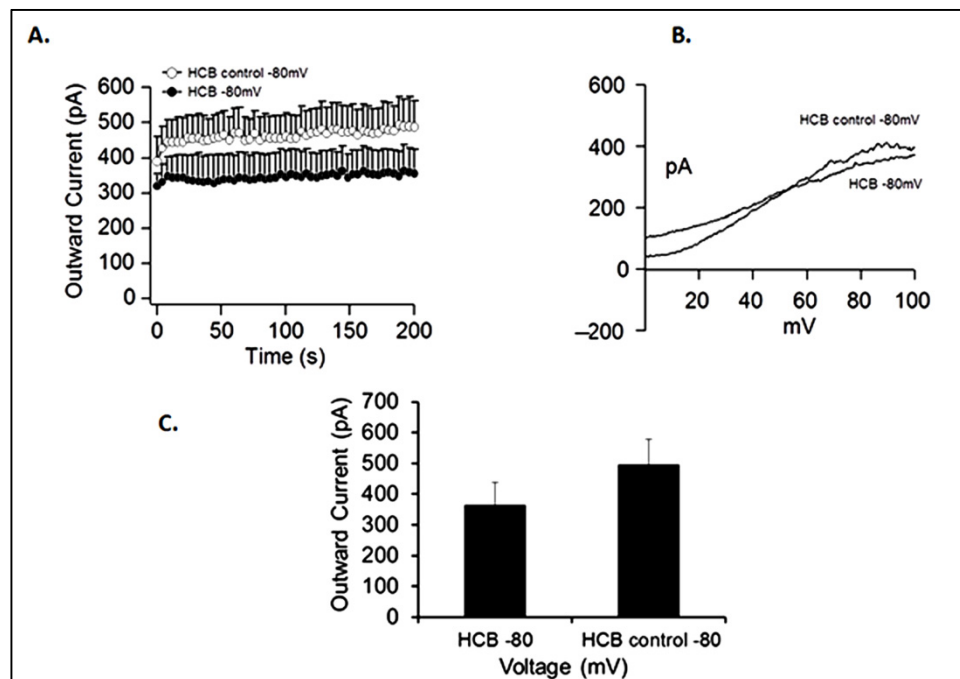 A.
HCB control -80mV
HCB -80mV
Outward Current (pA)
600
500
400
300
200
100
0
0 50 100 150 200
Time (s)
B.
600
400
200
0
–200
pA
HCB control -80mV
HCB -80mV
20 40 60 80 100
mV
C.
Outward Current (pA)
700
600
500
400
300
200
100
0
HCB -80 HCB control -80
Voltage (mV)